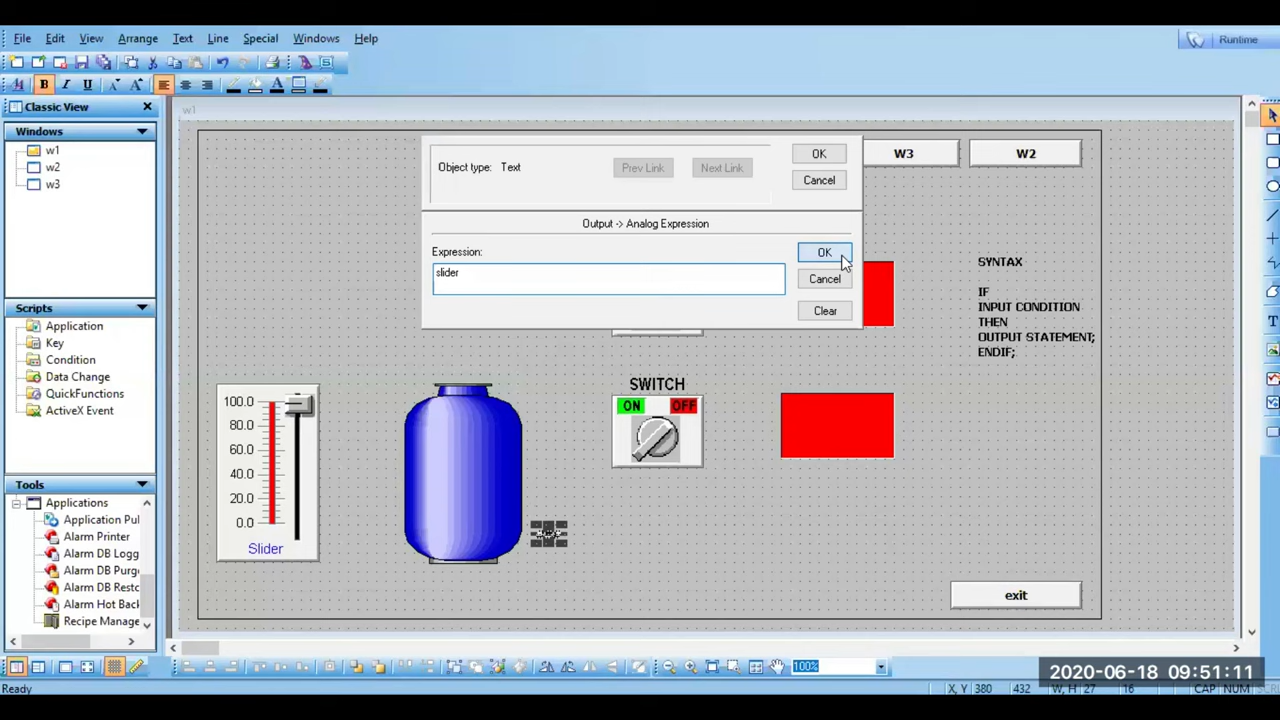 File Edit View Arrange Text Line Special Windows Help
Runtime
Classic View
Windows
w1
w2
w3
Scripts
Application
Key
Condition
Data Change
QuickFunctions
ActiveX Event
Tools
Applications
Application Pul
Alarm Printer
Alarm DB Logg
Alarm DB Purg
Alarm DB Resto
Alarm Hot Back
Recipe Manage
w1
Object type: Text
Prev Link
Next Link
OK
Cancel
Output -> Analog Expression
Expression:
slider
OK
Cancel
Clear
W3
W2
SYNTAX
IF
INPUT CONDITION
THEN
OUTPUT STATEMENT;
ENDIF;
100.0
80.0
60.0
40.0
20.0
0.0
Slider
SWITCH
ON OFF
exit
100%
2020-06-18 09:51:11
Ready
X, Y 380 432 W, H: 27 16 CAP NUM